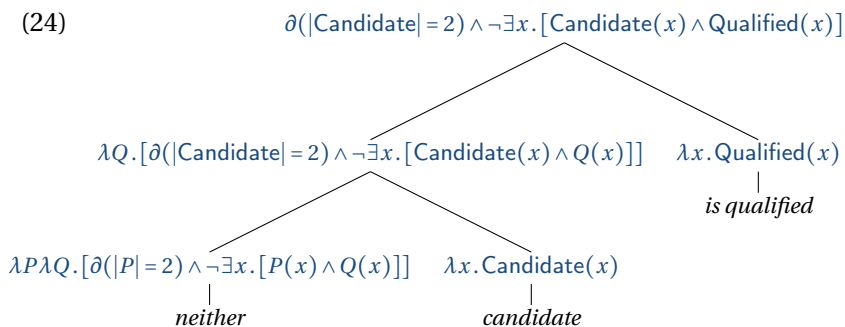 (24)
∂(|Candidate| = 2) ∧ ¬∃x.[Candidate(x) ∧ Qualified(x)]
λQ.[∂(|Candidate| = 2) ∧ ¬∃x.[Candidate(x) ∧ Q(x)]]
λx.Qualified(x)
is qualified
λPλQ.[∂(|P| = 2) ∧ ¬∃x.[P(x) ∧ Q(x)]]
λx.Candidate(x)
neither
candidate